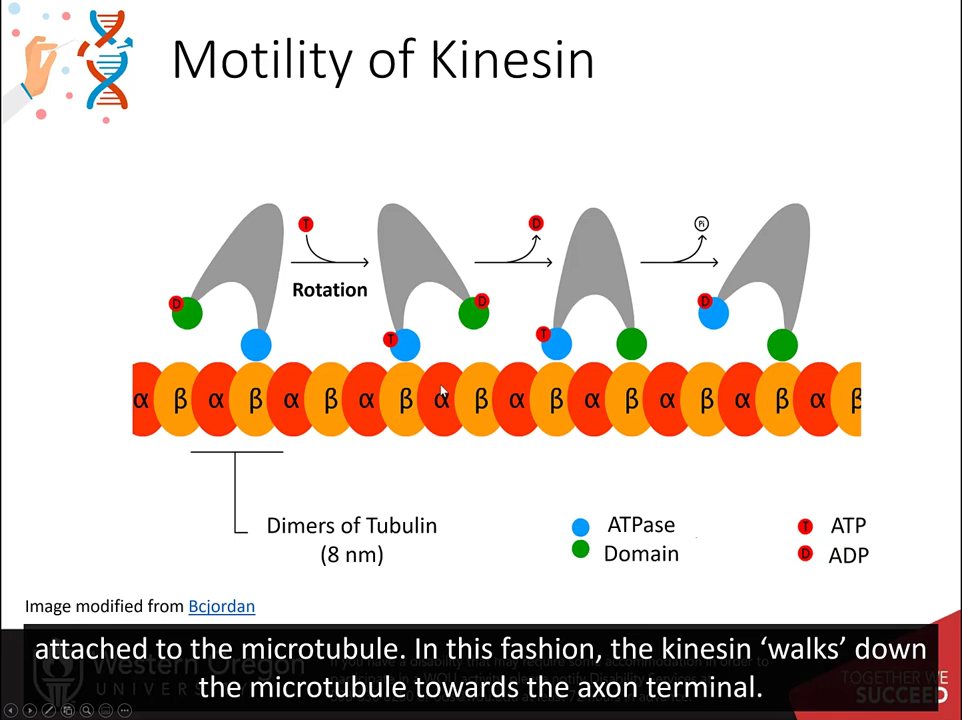 Motility of Kinesin
T
D
Pi
D
Rotation
D
T
T
D
α β α β α β α β α β α β α β α β α β α β
Dimers of Tubulin
(8 nm)
ATPase
Domain
T ATP
D ADP
Image modified from Bcjordan
attached to the microtubule. In this fashion, the kinesin ‘walks’ down
the microtubule towards the axon terminal.
Western Oregon
UNIVERSITY
TOGETHER WE
SUCCEED